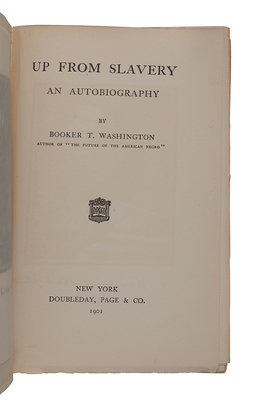 UP FROM SLAVERY
AN AUTOBIOGRAPHY
BY
BOOKER T. WASHINGTON
AUTHOR OF "THE FUTURE OF THE AMERICAN NEGRO"
NEW YORK
DOUBLEDAY, PAGE & CO.
1901